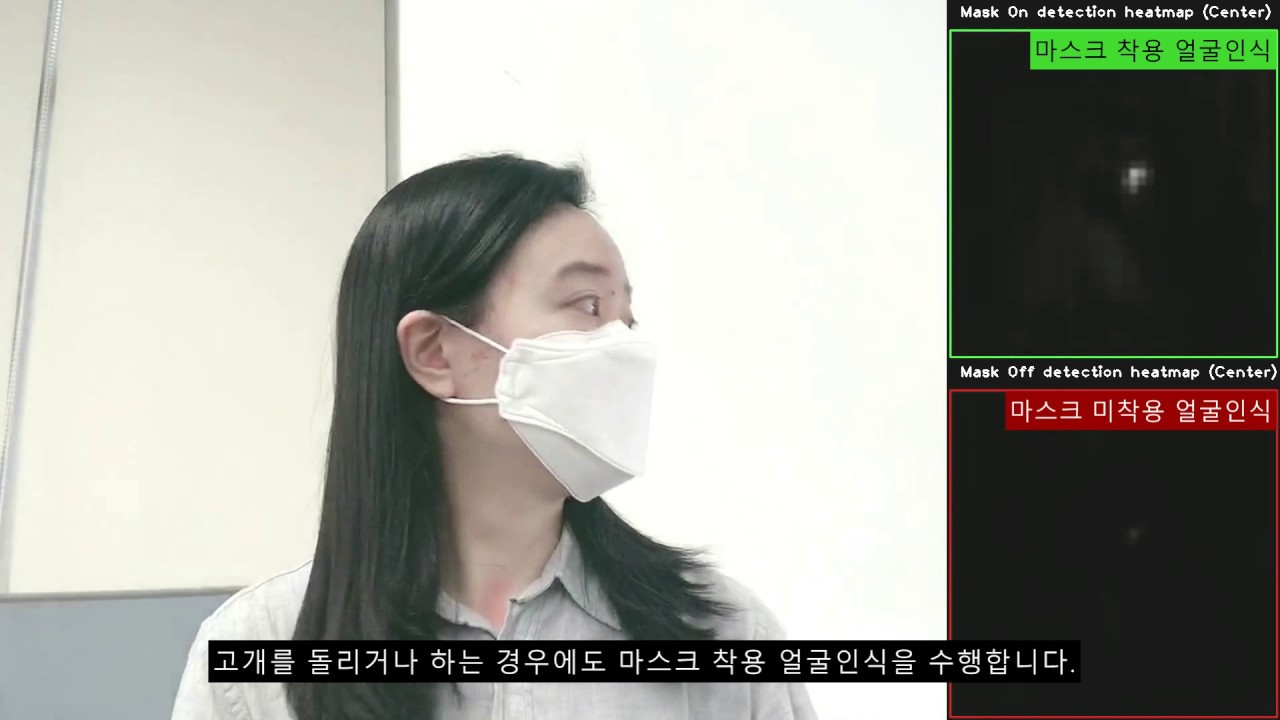 Mask On detection heatmap (Center)
마스크 착용 얼굴인식
Mask Off detection heatmap (Center)
마스크 미착용 얼굴인식
고개를 돌리거나 하는 경우에도 마스크 착용 얼굴인식을 수행합니다.